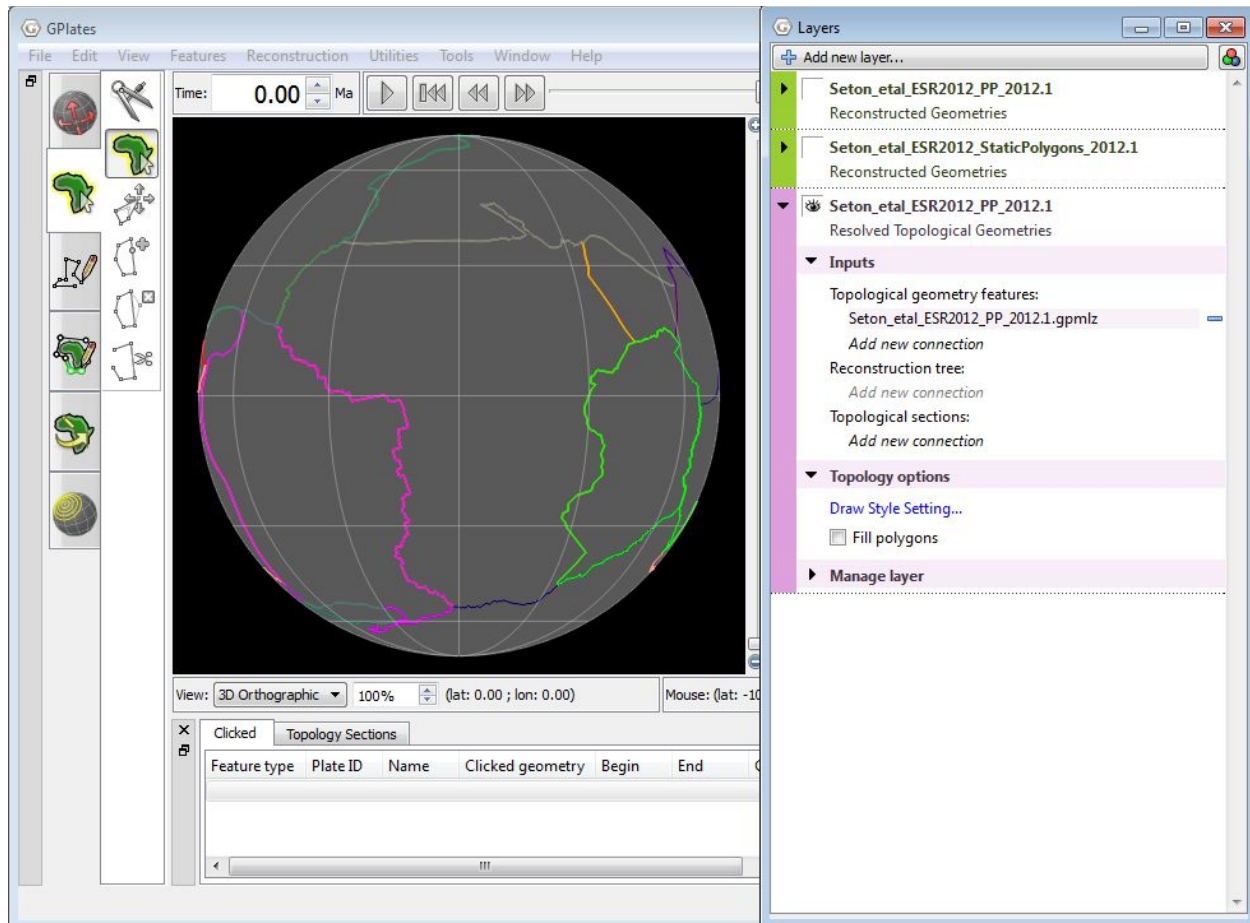 GPlates
File Edit View Features Reconstruction Utilities Tools Window Help
Time: 0.00 Ma
View: 3D Orthographic 100% (lat: 0.00 ; lon: 0.00) Mouse: (lat: -10
Clicked Topology Sections
Feature type Plate ID Name Clicked geometry Begin End
Layers
Add new layer...
Seton_etal_ESR2012_PP_2012.1
Reconstructed Geometries
Seton_etal_ESR2012_StaticPolygons_2012.1
Reconstructed Geometries
Seton_etal_ESR2012_PP_2012.1
Resolved Topological Geometries
Inputs
Topological geometry features:
Seton_etal_ESR2012_PP_2012.1.gpmlz
Add new connection
Reconstruction tree:
Add new connection
Topological sections:
Add new connection
Topology options
Draw Style Setting...
Fill polygons
Manage layer